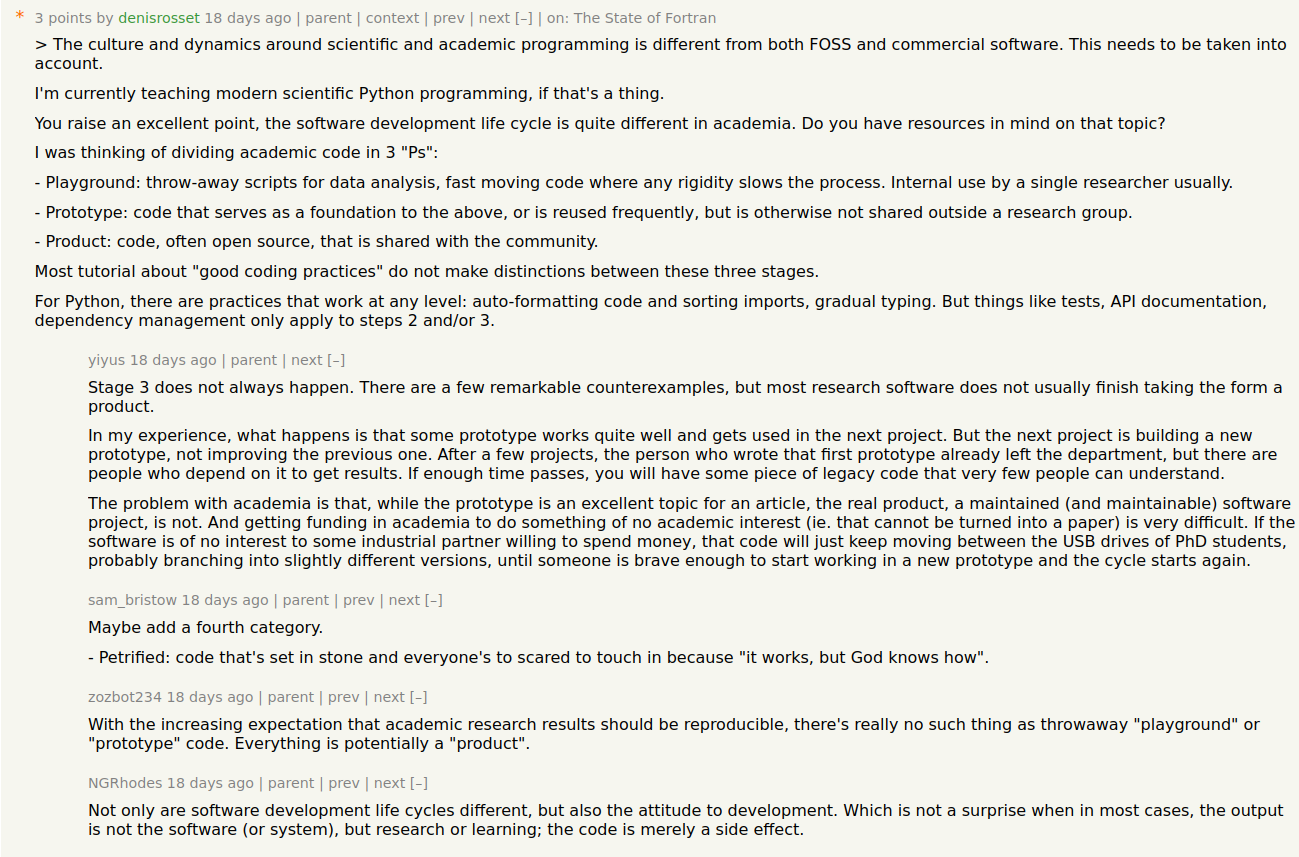 * 3 points by denisrosset 18 days ago | parent | context | prev | next [–] | on: The State of Fortran
> The culture and dynamics around scientific and academic programming is different from both FOSS and commercial software. This needs to be taken into
account.
I'm currently teaching modern scientific Python programming, if that's a thing.
You raise an excellent point, the software development life cycle is quite different in academia. Do you have resources in mind on that topic?
I was thinking of dividing academic code in 3 "Ps":
- Playground: throw-away scripts for data analysis, fast moving code where any rigidity slows the process. Internal use by a single researcher usually.
- Prototype: code that serves as a foundation to the above, or is reused frequently, but is otherwise not shared outside a research group.
- Product: code, often open source, that is shared with the community.
Most tutorial about "good coding practices" do not make distinctions between these three stages.
For Python, there are practices that work at any level: auto-formatting code and sorting imports, gradual typing. But things like tests, API documentation,
dependency management only apply to steps 2 and/or 3.
yiyus 18 days ago | parent | next [–]
Stage 3 does not always happen. There are a few remarkable counterexamples, but most research software does not usually finish taking the form a
product.
In my experience, what happens is that some prototype works quite well and gets used in the next project. But the next project is building a new
prototype, not improving the previous one. After a few projects, the person who wrote that first prototype already left the department, but there are
people who depend on it to get results. If enough time passes, you will have some piece of legacy code that very few people can understand.
The problem with academia is that, while the prototype is an excellent topic for an article, the real product, a maintained (and maintainable) software
project, is not. And getting funding in academia to do something of no academic interest (ie. that cannot be turned into a paper) is very difficult. If the
software is of no interest to some industrial partner willing to spend money, that code will just keep moving between the USB drives of PhD students,
probably branching into slightly different versions, until someone is brave enough to start working in a new prototype and the cycle starts again.
sam_bristow 18 days ago | parent | prev | next [–]
Maybe add a fourth category.
- Petrified: code that's set in stone and everyone's to scared to touch in because "it works, but God knows how".
zozbot234 18 days ago | parent | prev | next [–]
With the increasing expectation that academic research results should be reproducible, there's really no such thing as throwaway "playground" or
"prototype" code. Everything is potentially a "product".
NGRhodes 18 days ago | parent | prev | next [–]
Not only are software development life cycles different, but also the attitude to development. Which is not a surprise when in most cases, the output
is not the software (or system), but research or learning; the code is merely a side effect.